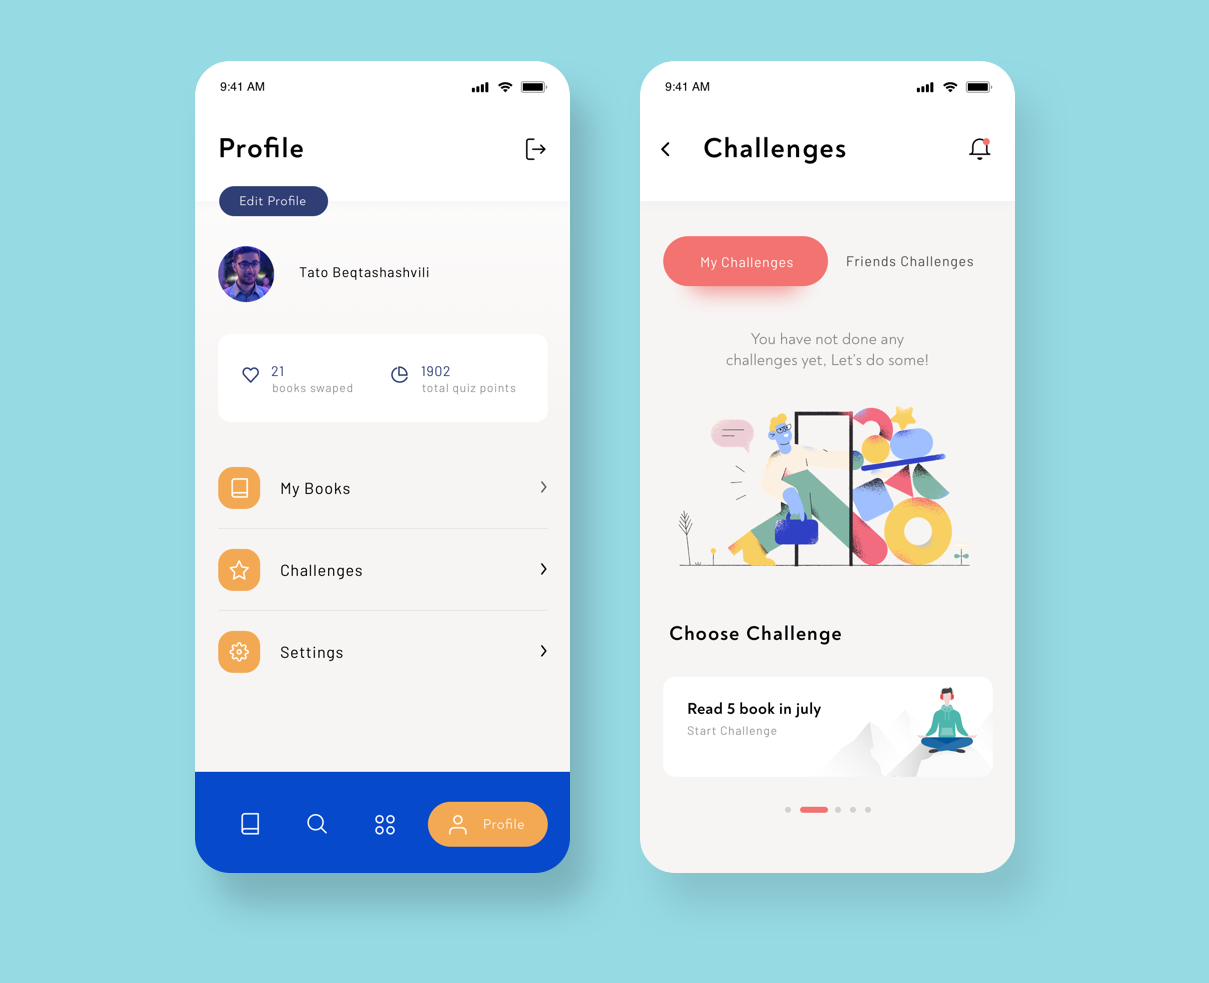 9:41 AM
Profile
Edit Profile
Tato Beqtashashvili
21
books swaped
1902
total quiz points
My Books
Challenges
Settings
Profile
9:41 AM
Challenges
My Challenges
Friends Challenges
You have not done any
challenges yet, Let's do some!
Choose Challenge
Read 5 book in july
Start Challenge